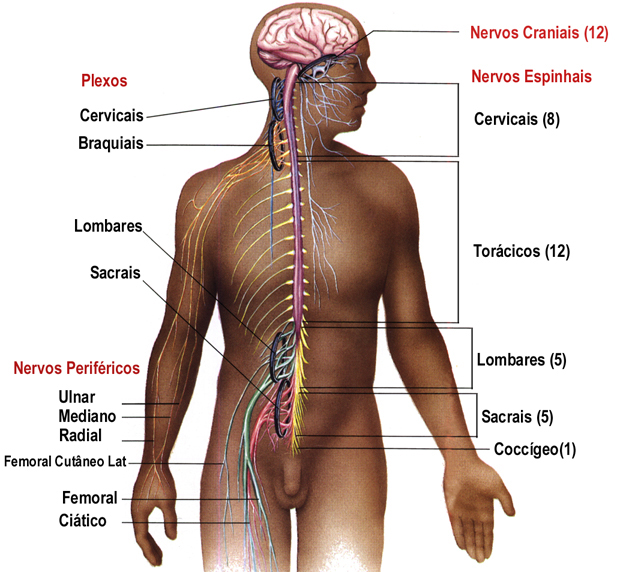 Nervos Craniais (12)
Nervos Espinhais
Plexos
Cervicais
Braquiais
Cervicais (8)
Lombares
Sacrais
Torácicos (12)
Nervos Periféricos
Ulnar
Mediano
Radial
Femoral Cutâneo Lat
Femoral
Ciático
Lombares (5)
Sacrais (5)
Coccígeo(1)